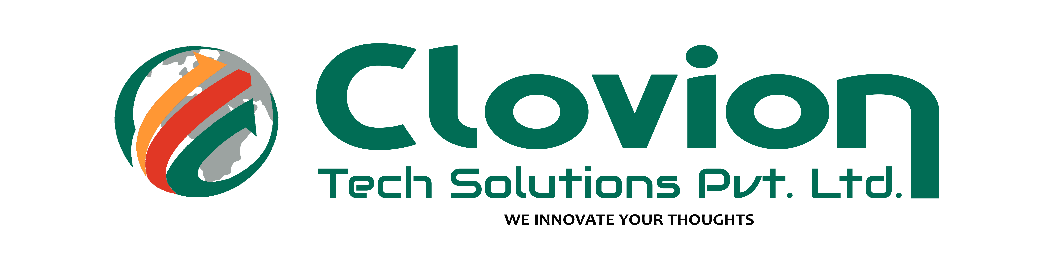 Clovion
Tech Solutions Pvt. Ltd.
WE INNOVATE YOUR THOUGHTS